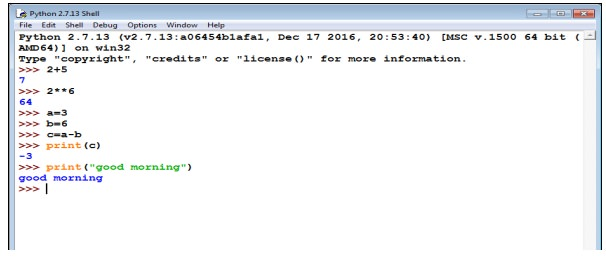 Python 2.7.13 Shell
File Edit Shell Debug Options Window Help
Python 2.7.13 (v2.7.13:a06454b1afa1, Dec 17 2016, 20:53:40) [MSC v.1500 64 bit (
AMD64)] on win32
Type "copyright", "credits" or "license()" for more information.
>>> 2+5
7
>>> 2**6
64
>>> a=3
>>> b=6
>>> c=a-b
>>> print(c)
-3
>>> print("good morning")
good morning
>>>